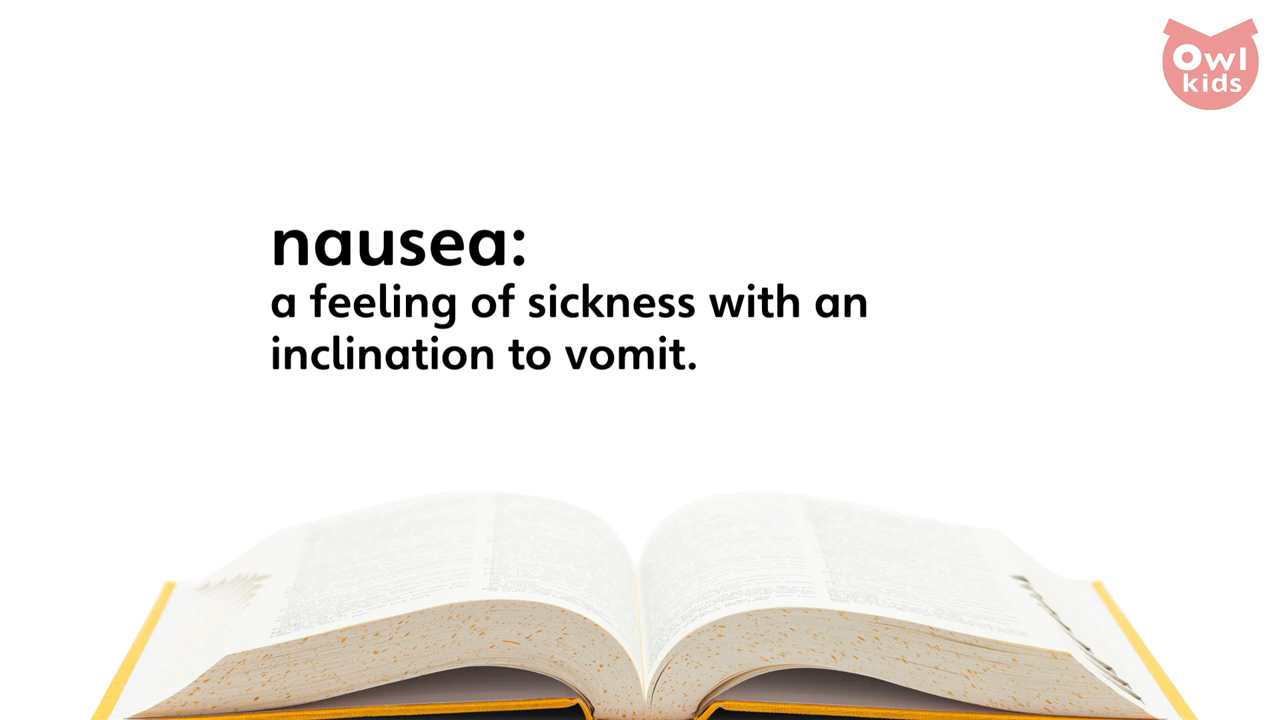 Owl
kids
nausea:
a feeling of sickness with an
inclination to vomit.